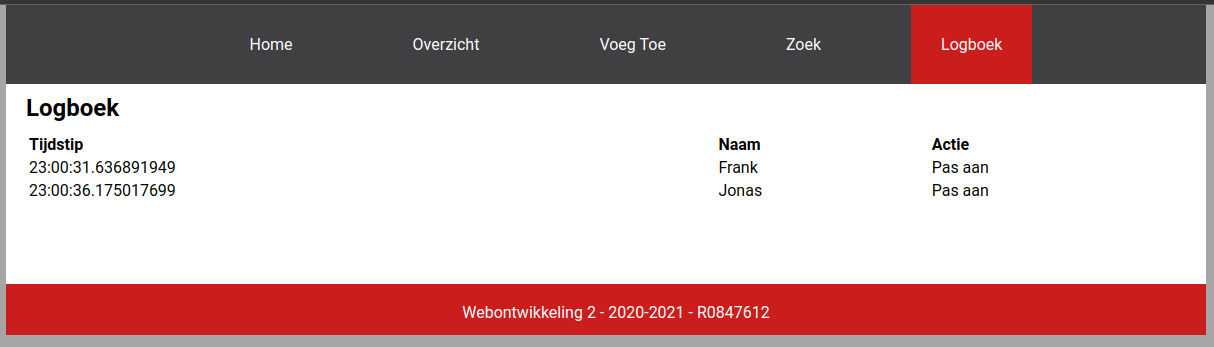 Home Overzicht Voeg Toe Zoek Logboek
Logboek
Tijdstip Naam Actie
23:00:31.636891949 Frank Pas aan
23:00:36.175017699 Jonas Pas aan
Webontwikkeling 2 - 2020-2021 - R0847612